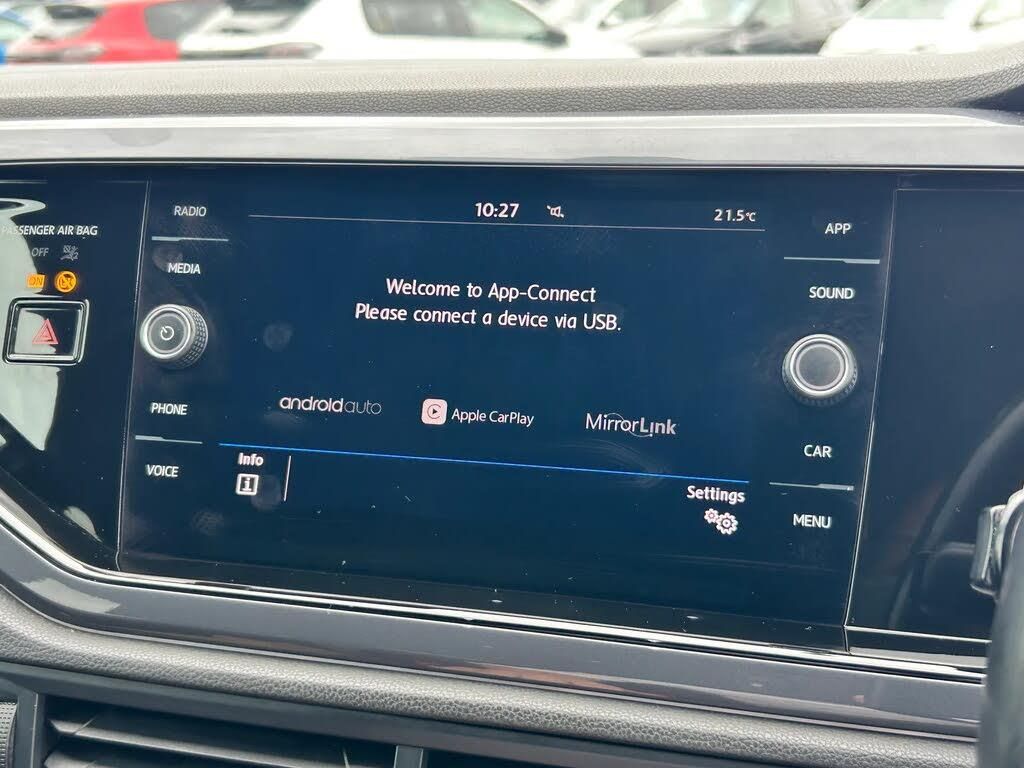 PASSENGER AIR BAG
OFF
ON
RADIO
MEDIA
PHONE
VOICE
10:27
21.5°C
Welcome to App-Connect
Please connect a device via USB.
androidauto
Apple CarPlay
MirrorLink
Info
i
Settings
APP
SOUND
CAR
MENU